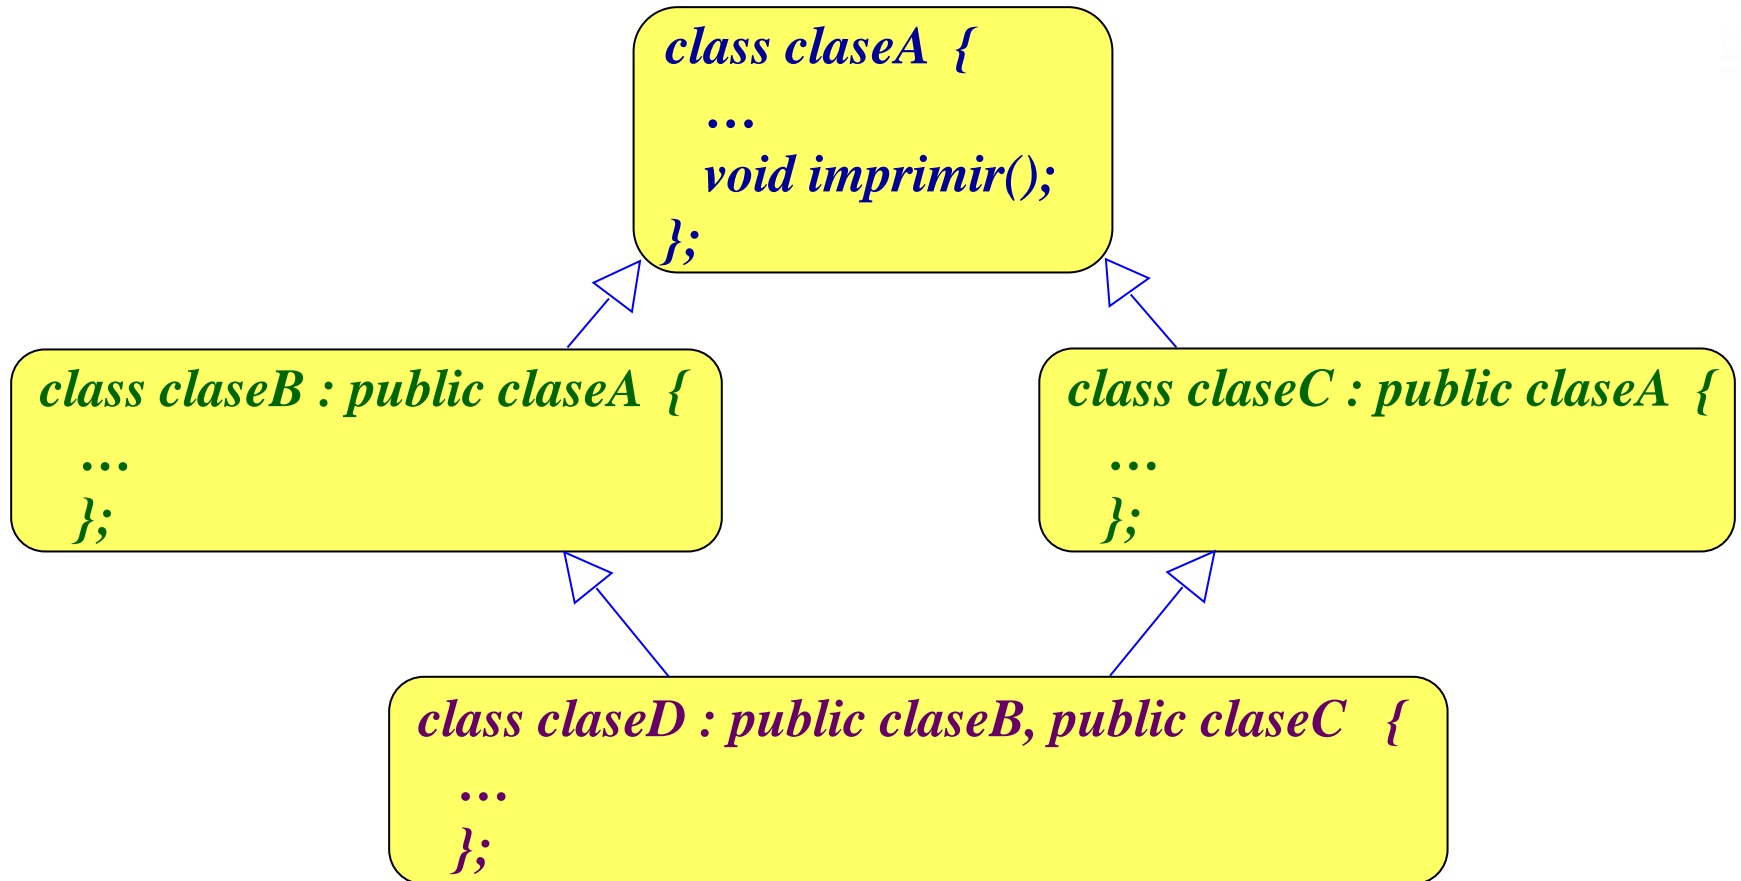 class claseA {
...
void imprimir();
};
class claseB : public claseA {
...
};
class claseC : public claseA {
...
};
class claseD : public claseB, public claseC {
...
};